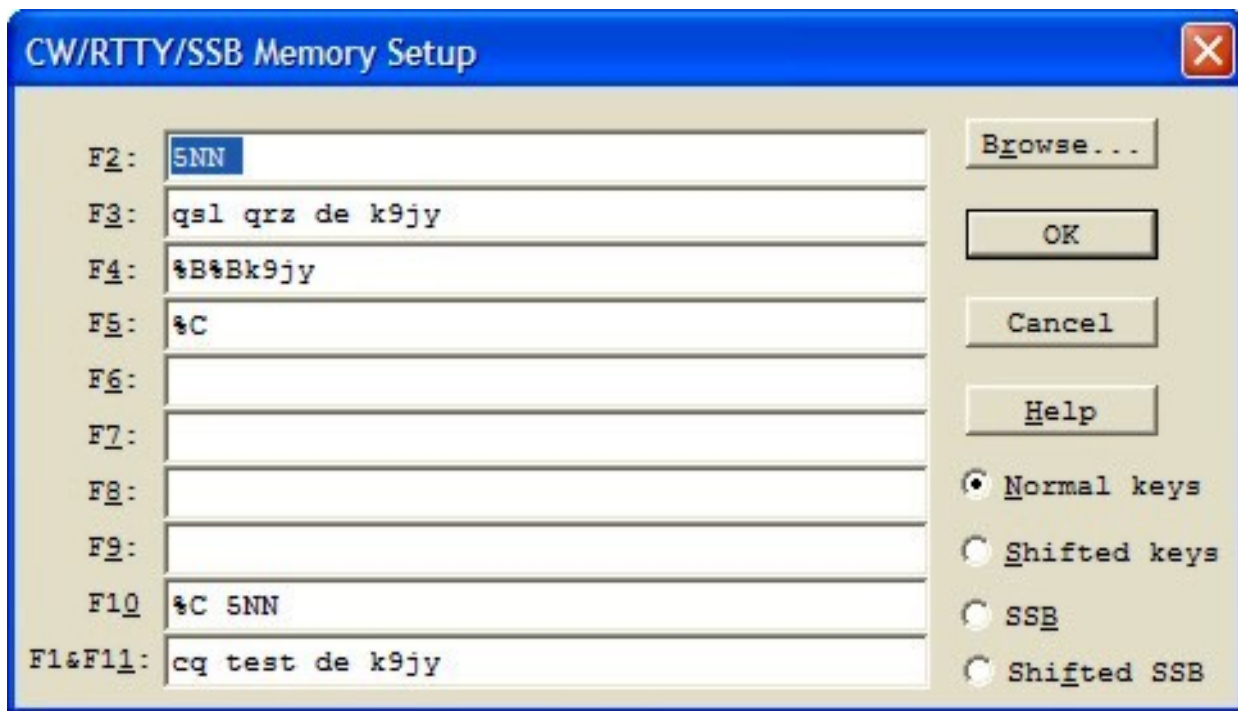 CW/RTTY/SSB Memory Setup
F2: 5NN
Browse...
F3: qsl qrz de k9jy
OK
F4: %B%Bk9jy
F5: %C
Cancel
F6:
Help
F7:
F8:
Normal keys
F9:
Shifted keys
F10 %C 5NN
SSB
F1&F11: cq test de k9jy
Shifted SSB